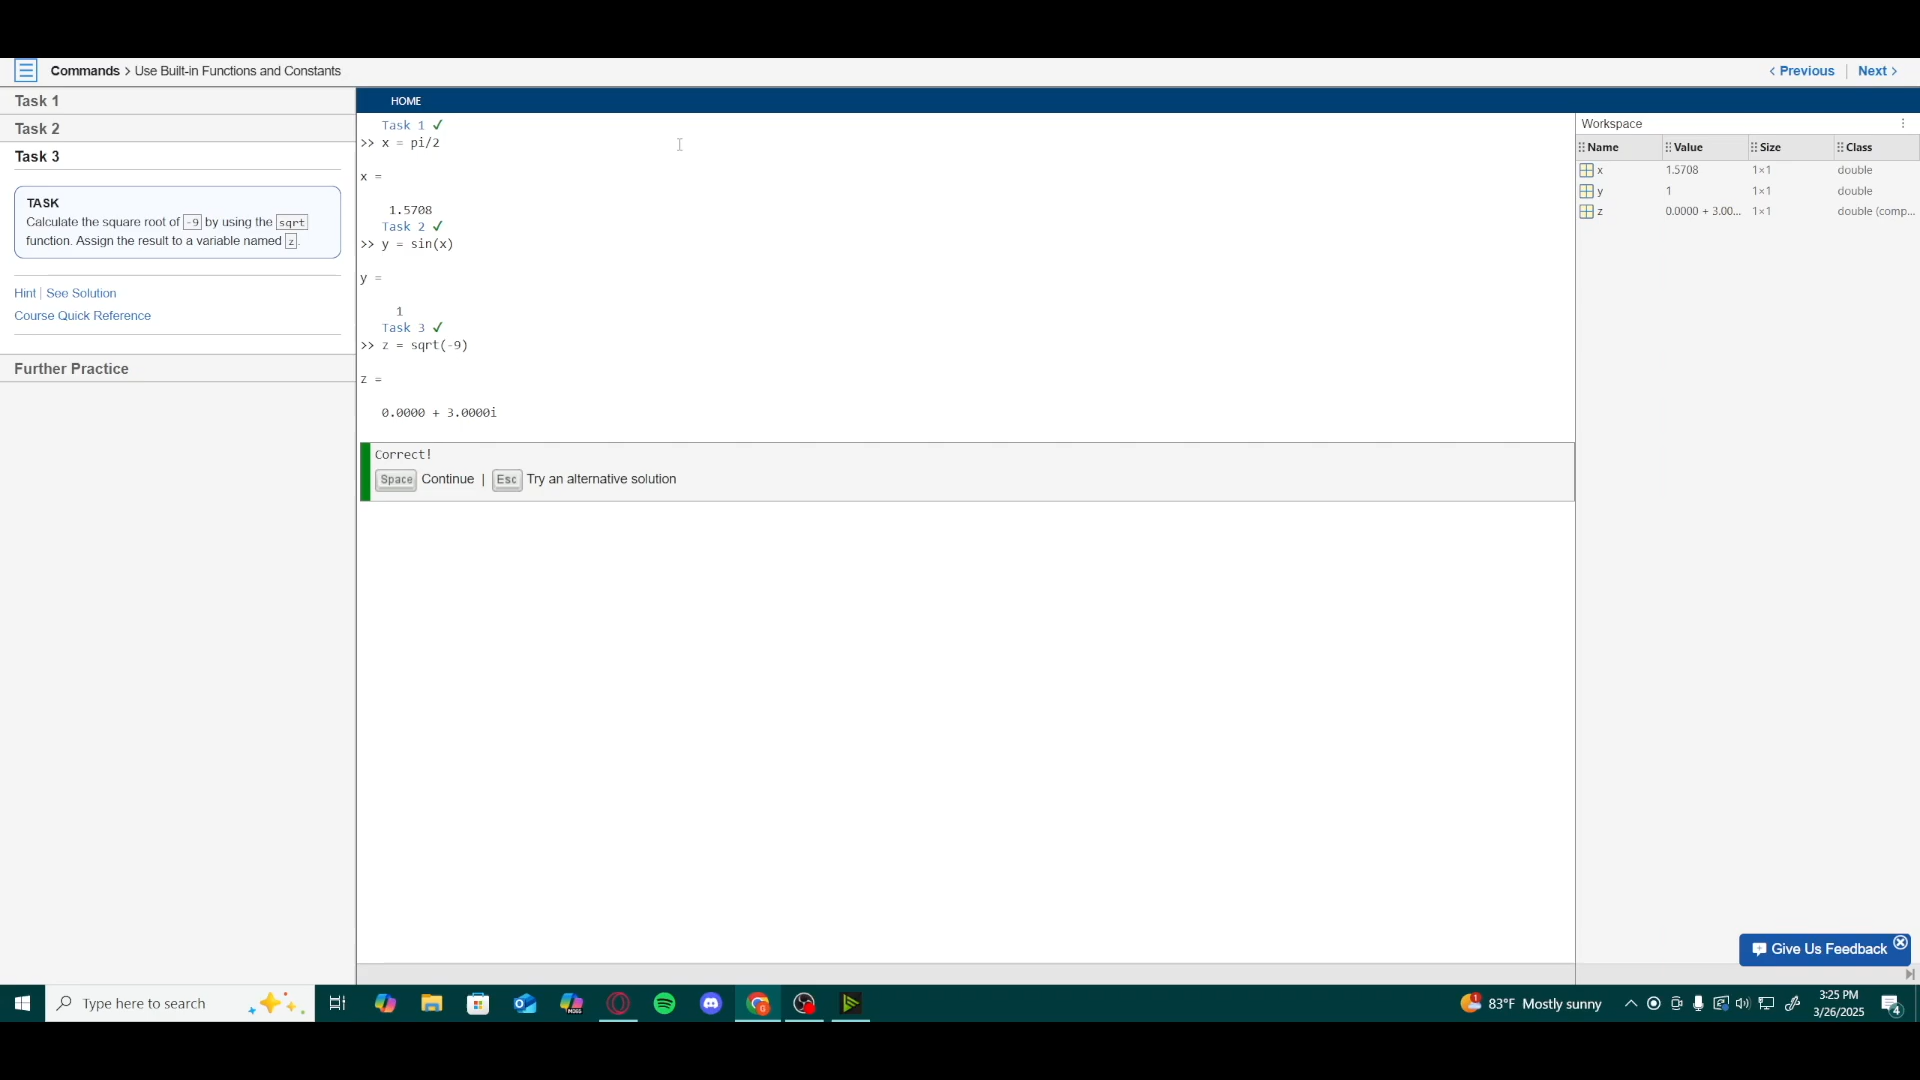 Commands > Use Built-in Functions and Constants
< Previous | Next >
Task 1
Task 2
Task 3
TASK
Calculate the square root of -9 by using the sqrt
function. Assign the result to a variable named z.
Hint | See Solution
Course Quick Reference
Further Practice
HOME
Task 1 ✓
>> x = pi/2
x =
1.5708
Task 2 ✓
>> y = sin(x)
y =
1
Task 3 ✓
>> z = sqrt(-9)
z =
0.0000 + 3.0000i
Correct!
Space Continue | Esc Try an alternative solution
Workspace
Name Value Size Class
x 1.5708 1×1 double
y 1 1×1 double
z 0.0000 + 3.00... 1×1 double (comp...
Give Us Feedback
Type here to search
M365
G
1
83°F Mostly sunny
3:25 PM
3/26/2025
4